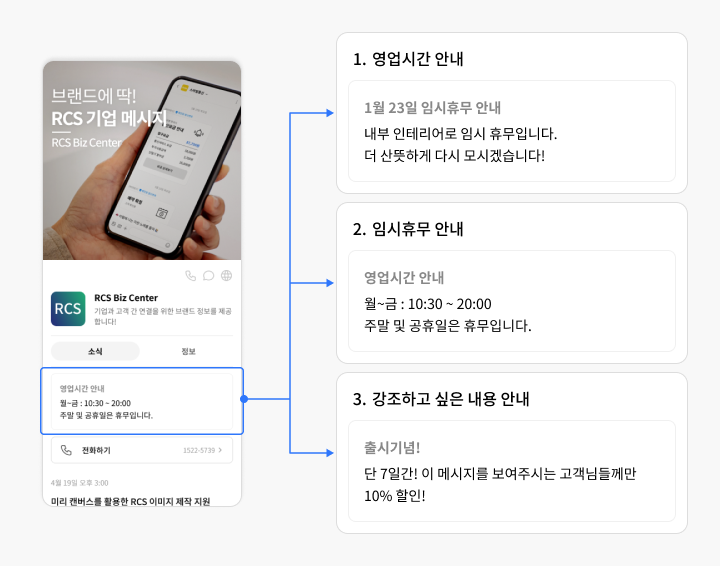 브랜드에 딱!
RCS 기업 메시지
RCS Biz Center
RCS
RCS Biz Center
기업과 고객 간 연결을 위한 브랜드 정보를 제공
합니다!
소식
정보
영업시간 안내
월~금 : 10:30 ~ 20:00
주말 및 공휴일은 휴무입니다.
전화하기
1522-5739 >
4월 19일 오후 3:00
미리 캔버스를 활용한 RCS 이미지 제작 지원
1. 영업시간 안내
1월 23일 임시휴무 안내
내부 인테리어로 임시 휴무입니다.
더 산뜻하게 다시 모시겠습니다!
2. 임시휴무 안내
영업시간 안내
월~금 : 10:30 ~ 20:00
주말 및 공휴일은 휴무입니다.
3. 강조하고 싶은 내용 안내
출시기념!
단 7일간! 이 메시지를 보여주시는 고객님들께만
10% 할인!